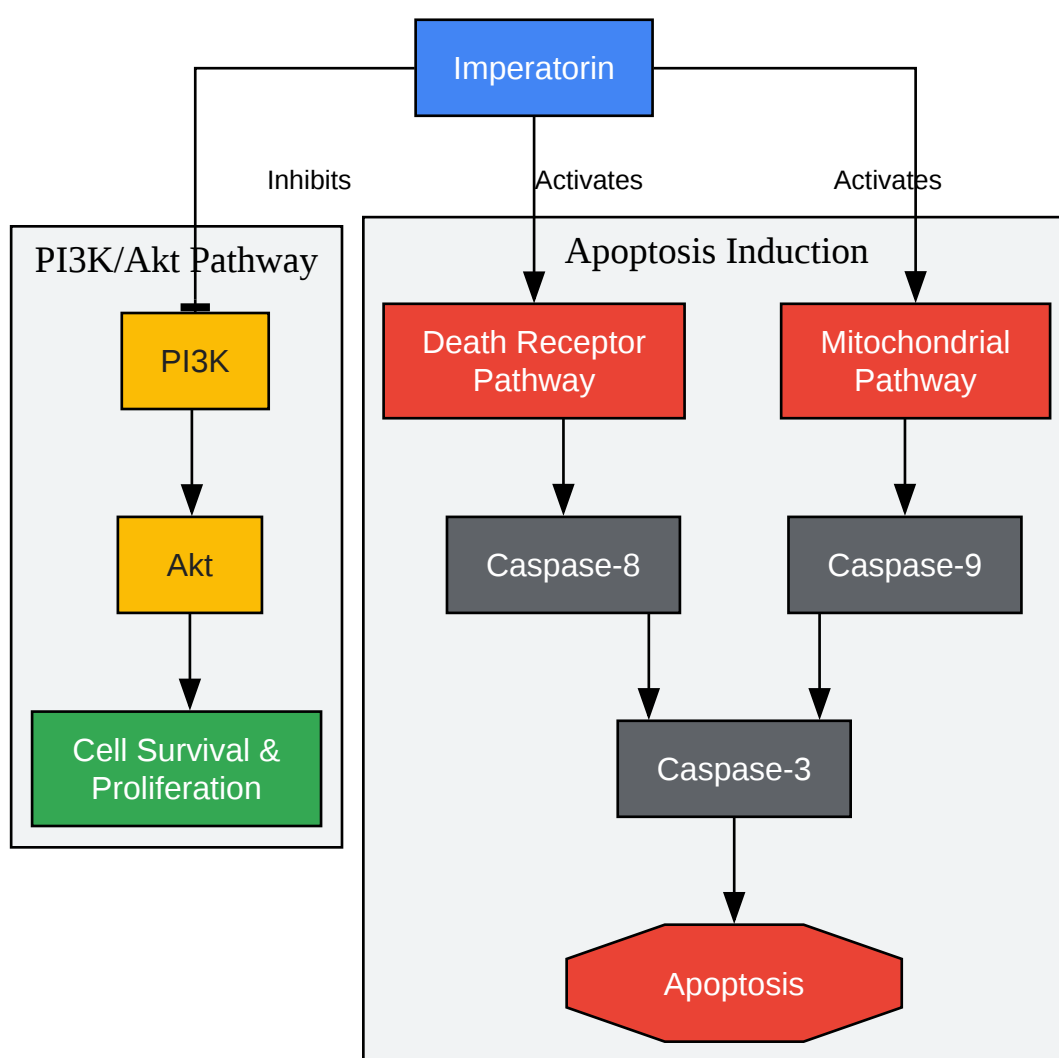 Imperatorin
Inhibits
Activates
Activates
PI3K/Akt Pathway
Apoptosis Induction
PI3K
Death Receptor
Pathway
Mitochondrial
Pathway
Akt
Caspase-8
Caspase-9
Cell Survival &
Proliferation
Caspase-3
Apoptosis